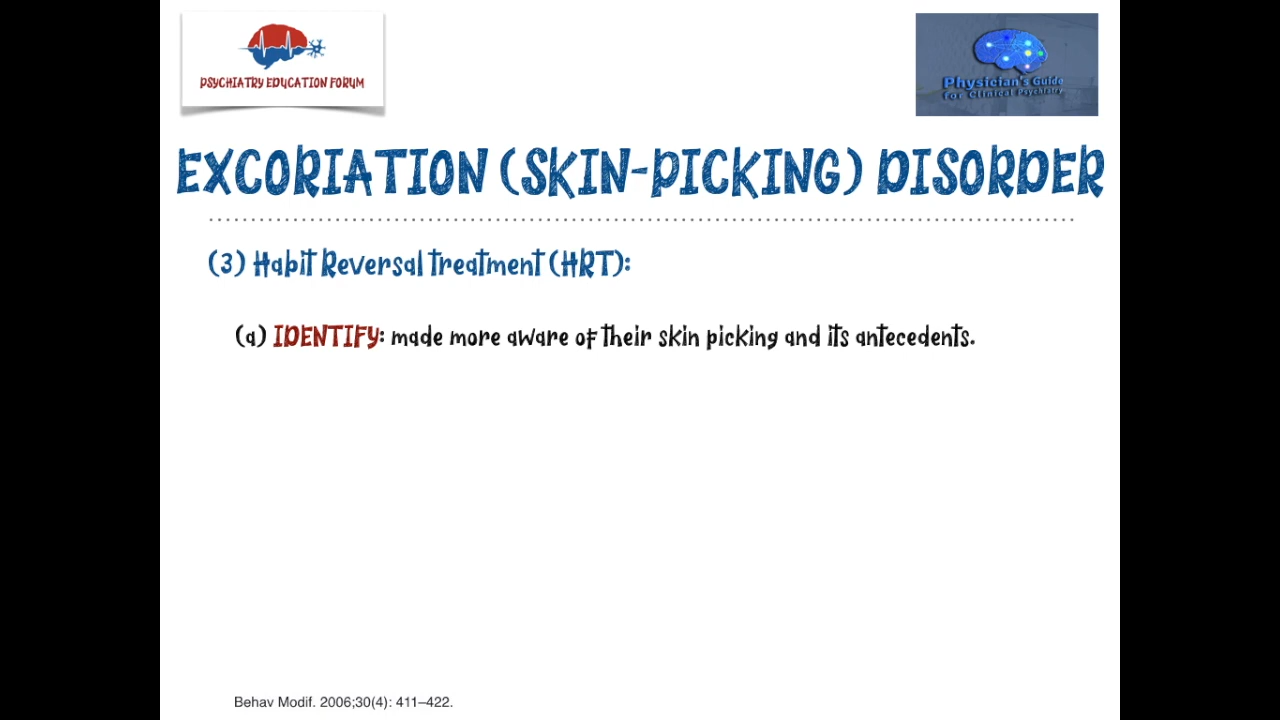 PSYCHIATRY EDUCATION FORUM
Physician's Guide
For Clinical Psychiatry
EXCORIATION (SKIN-PICKING) DISORDER
(3) Habit Reversal treatment (HRT):
(a) IDENTIFY: made more aware of their skin picking and its antecedents.
Behav Modif. 2006;30(4): 411–422.